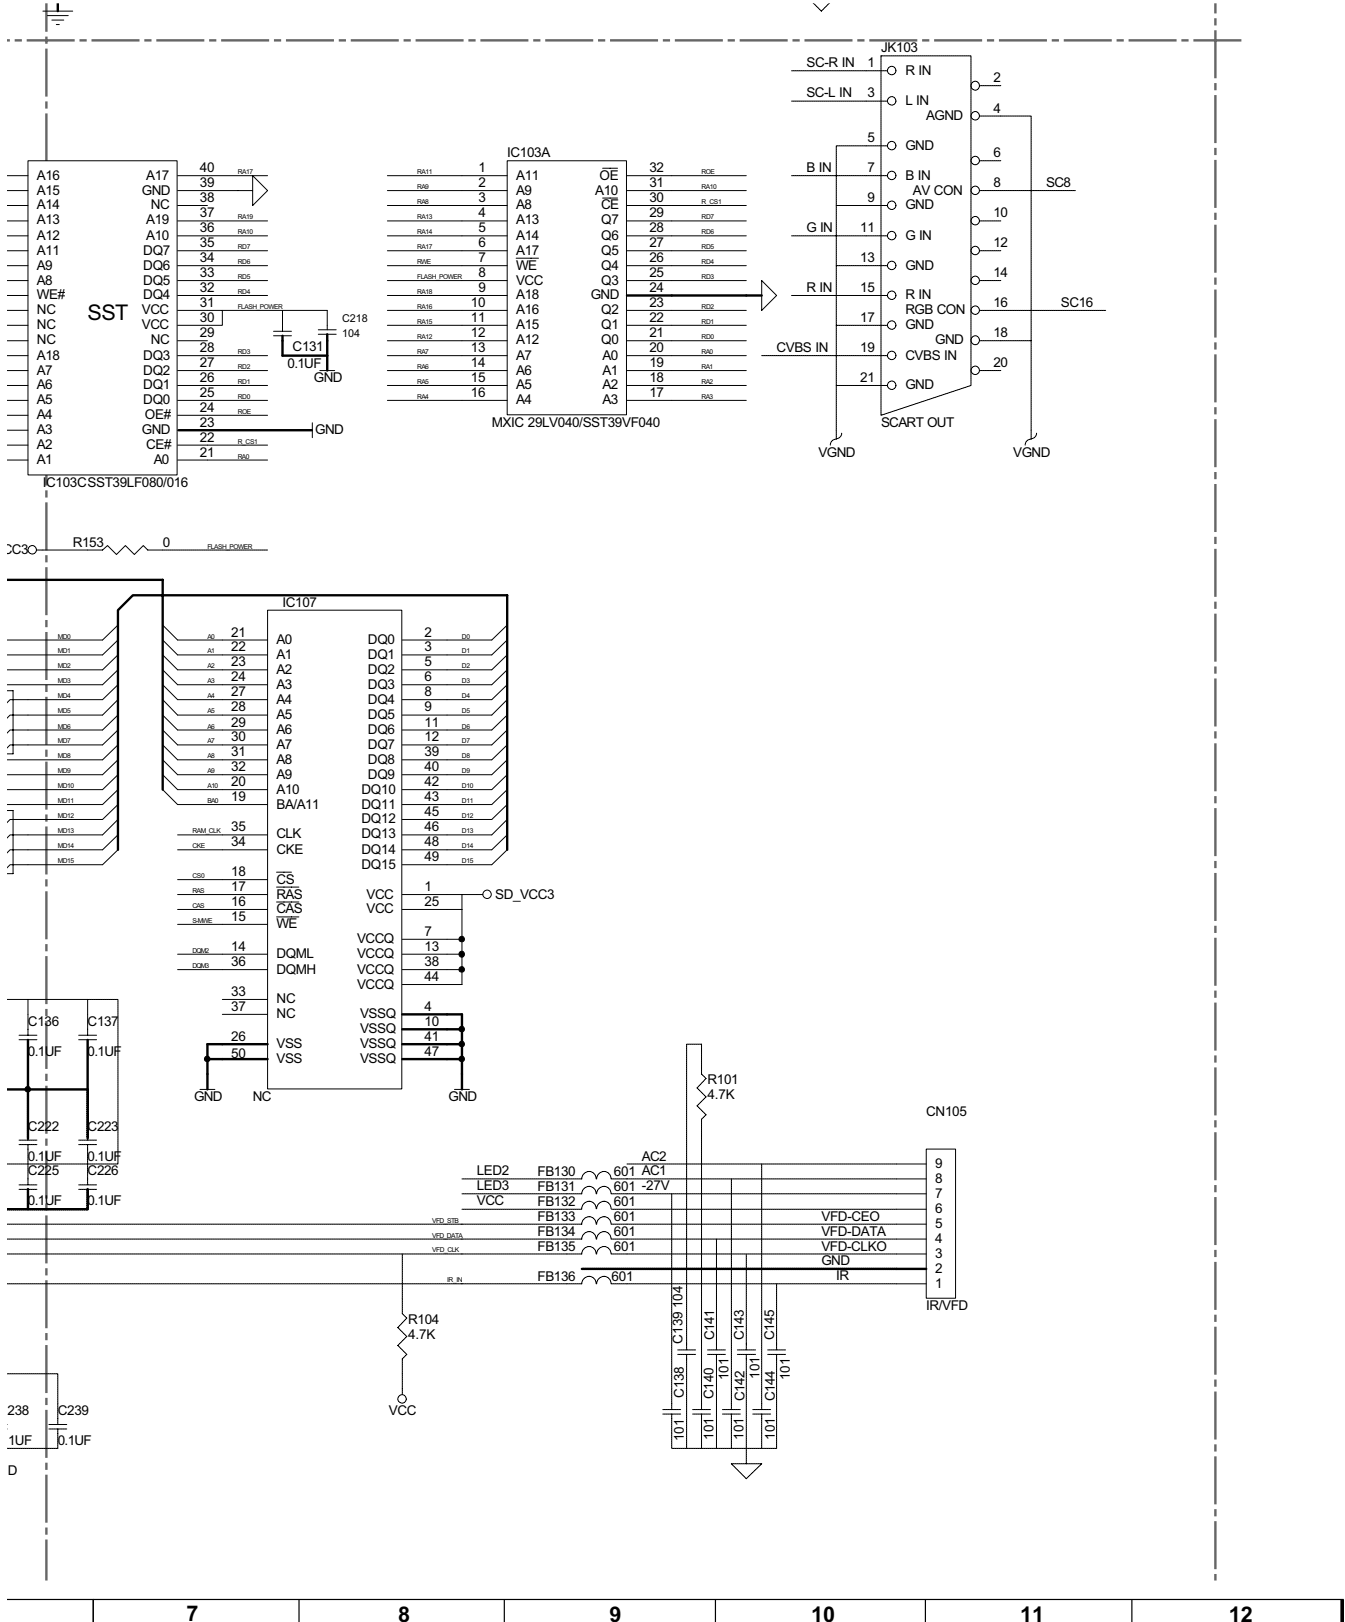 JK103
SC-R IN 1 R IN 2
SC-L IN 3 L IN
AGND 4
5 GND
6
B IN 7 B IN
AV CON 8 SC8
9 GND
10
G IN 11 G IN
12
13 GND
14
R IN 15 R IN
RGB CON 16 SC16
17 GND
GND 18
CVBS IN 19 CVBS IN
20
21 GND
SCART OUT
VGND VGND
A16 A17 40 RA17
A15 GND 39
A14 NC 38
A13 A19 37 RA19
A12 A10 36 RA10
A11 DQ7 35 RD7
A9 DQ6 34 RD6
A8 DQ5 33 RD5
WE# DQ4 32 RD4
NC VCC 31 FLASH_POWER
NC VCC 30
NC NC 29
A18 DQ3 28 RD3
A7 DQ2 27 RD2
A6 DQ1 26 RD1
A5 DQ0 25 RD0
A4 OE# 24 ROE
A3 GND 23 GND
A2 CE# 22 R_CS1
A1 A0 21 RA0
SST
IC103CSST39LF080/016
C218
104
C131
0.1UF
GND
IC103A
RA11 1 A11 OE 32 ROE
RA9 2 A9 A10 31 RA10
RA8 3 A8 CE 30 R_CS1
RA13 4 A13 Q7 29 RD7
RA14 5 A14 Q6 28 RD6
RA17 6 A17 Q5 27 RD5
RWE 7 WE Q4 26 RD4
FLASH_POWER 8 VCC Q3 25 RD3
RA18 9 A18 GND 24
RA16 10 A16 Q2 23 RD2
RA15 11 A15 Q1 22 RD1
RA12 12 A12 Q0 21 RD0
RA7 13 A7 A0 20 RA0
RA6 14 A6 A1 19 RA1
RA5 15 A5 A2 18 RA2
RA4 16 A4 A3 17 RA3
MXIC 29LV040/SST39VF040
CC3 R153 0 FLASH_POWER
IC107
MD0 A0 21 A0 DQ0 2 D0
MD1 A1 22 A1 DQ1 3 D1
MD2 A2 23 A2 DQ2 5 D2
MD3 A3 24 A3 DQ3 6 D3
MD4 A4 27 A4 DQ4 8 D4
MD5 A5 28 A5 DQ5 9 D5
MD6 A6 29 A6 DQ6 11 D6
MD7 A7 30 A7 DQ7 12 D7
MD8 A8 31 A8 DQ8 39 D8
MD9 A9 32 A9 DQ9 40 D9
MD10 A10 20 A10 DQ10 42 D10
MD11 BA0 19 BA/A11 DQ11 43 D11
MD12 DQ12 45 D12
MD13 RAM_CLK 35 CLK DQ13 46 D13
MD14 CKE 34 CKE DQ14 48 D14
MD15 DQ15 49 D15
CS0 18 CS
RAS 17 RAS VCC 1 SD_VCC3
CAS 16 CAS VCC 25
S-MWE 15 WE
VCCQ 7
DQM2 14 DQML VCCQ 13
DQM3 36 DQMH VCCQ 38
VCCQ 44
33 NC
37 NC VSSQ 4
VSSQ 10
26 VSS VSSQ 41
50 VSS VSSQ 47
GND NC GND
C136 C137
0.1UF 0.1UF
C222 C223
0.1UF 0.1UF
C225 C226
0.1UF 0.1UF
R101
4.7K
CN105
AC2 9
LED2 FB130 601 AC1 8
LED3 FB131 601 -27V 7
VCC FB132 601 6
VFD_STB FB133 601 VFD-CEO 5
VFD_DATA FB134 601 VFD-DATA 4
VFD_CLK FB135 601 VFD-CLKO 3
GND 2
IR_IN FB136 601 IR 1
IR/VFD
R104
4.7K
VCC
C139 104 C141 101 C143 101 C145 101
C138 101 C140 101 C142 101 C144 101
238 C239
1UF 0.1UF
D
7 8 9 10 11 12